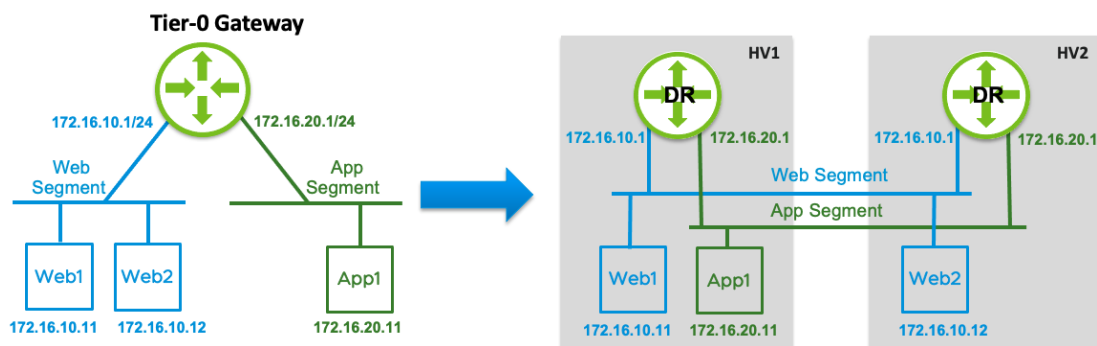 Tier-0 Gateway
172.16.10.1/24
172.16.20.1/24
Web
Segment
App
Segment
Web1
Web2
App1
172.16.10.11
172.16.10.12
172.16.20.11
HV1
HV2
DR
DR
172.16.10.1
172.16.20.1
172.16.10.1
172.16.20.1
Web Segment
App Segment
Web1
App1
Web2
172.16.10.11
172.16.20.11
172.16.10.12